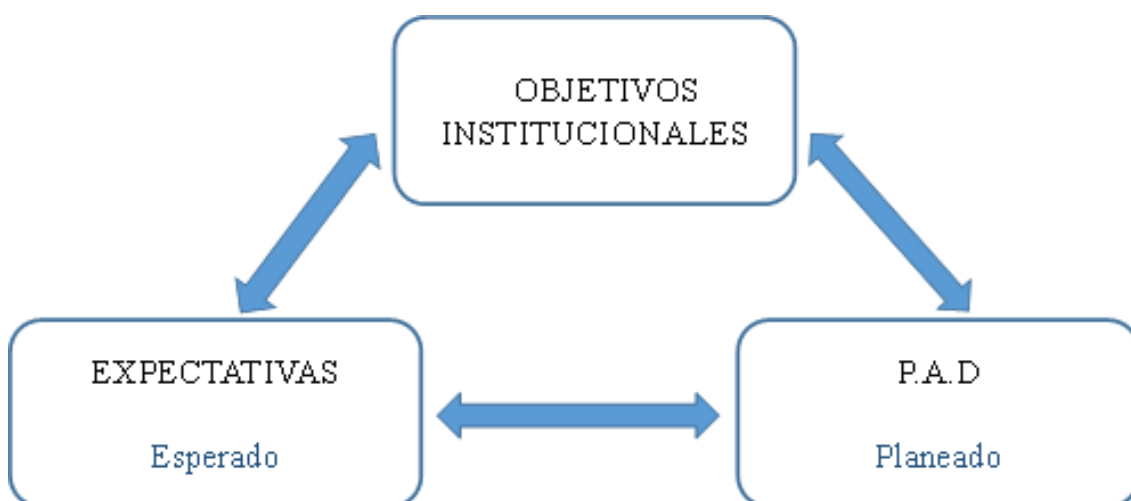 OBJETIVOS
INSTITUCIONALES
EXPECTATIVAS
Esperado
P.A.D
Planeado